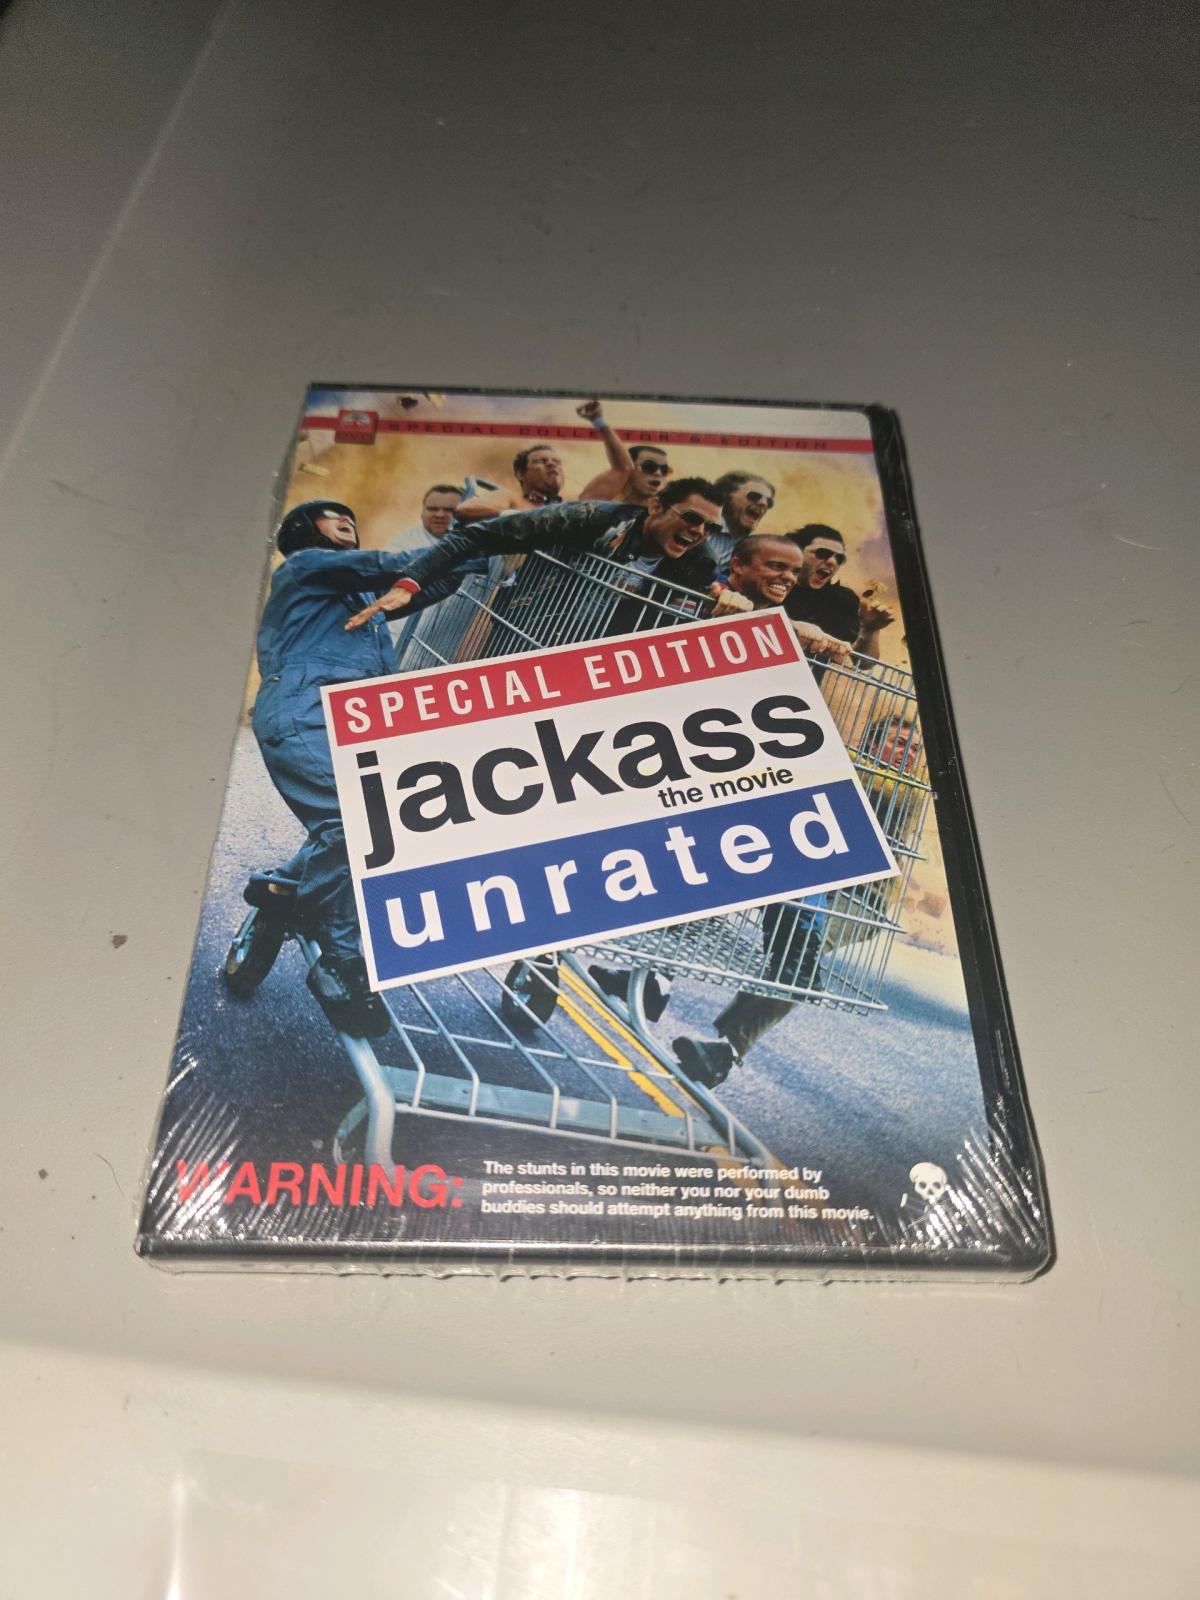 DVD
SPECIAL COLLECTOR'S EDITION
SPECIAL EDITION
jackass
the movie
unrated
WARNING:
The stunts in this movie were performed by
professionals, so neither you nor your dumb
buddies should attempt anything from this movie.